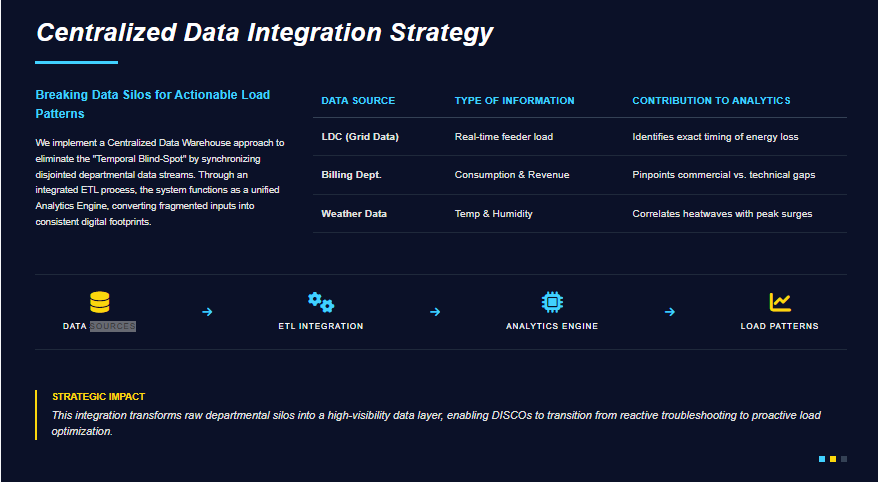 Centralized Data Integration Strategy
Breaking Data Silos for Actionable Load
Patterns
We implement a Centralized Data Warehouse approach to
eliminate the "Temporal Blind-Spot" by synchronizing
disjointed departmental data streams. Through an
integrated ETL process, the system functions as a unified
Analytics Engine, converting fragmented inputs into
consistent digital footprints.
DATA SOURCE TYPE OF INFORMATION CONTRIBUTION TO ANALYTICS
LDC (Grid Data) Real-time feeder load Identifies exact timing of energy loss
Billing Dept. Consumption & Revenue Pinpoints commercial vs. technical gaps
Weather Data Temp & Humidity Correlates heatwaves with peak surges
DATA SOURCES ETL INTEGRATION ANALYTICS ENGINE LOAD PATTERNS
STRATEGIC IMPACT
This integration transforms raw departmental silos into a high-visibility data layer, enabling DISCOs to transition from reactive troubleshooting to proactive load
optimization.